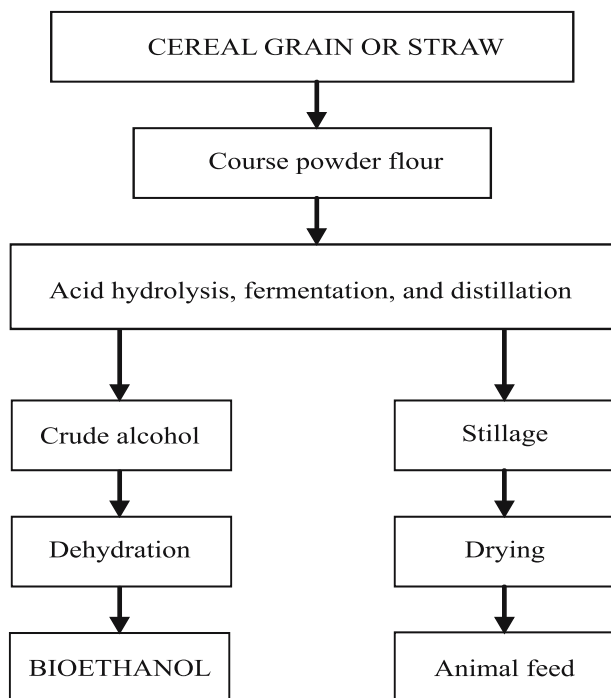 CEREAL GRAIN OR STRAW
Course powder flour
Acid hydrolysis, fermentation, and distillation
Crude alcohol
Stillage
Dehydration
Drying
BIOETHANOL
Animal feed